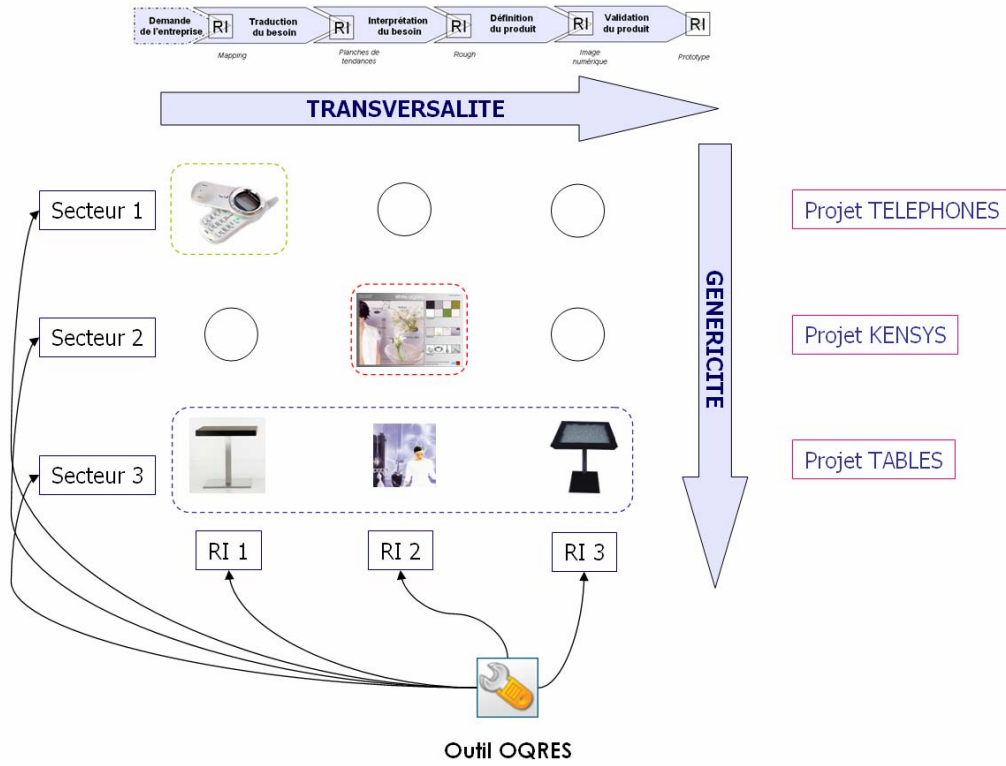 Demande
de l'entreprise
RI
Traduction
du besoin
RI
Interprétation
du besoin
RI
Définition
du produit
RI
Validation
du produit
RI
Mapping
Planches de
tendances
Rough
Image
numérique
Prototype
TRANSVERSALITE
GENERICITE
Secteur 1
Projet TELEPHONES
Secteur 2
Projet KENSYS
Secteur 3
Projet TABLES
RI 1
RI 2
RI 3
Outil OQRES